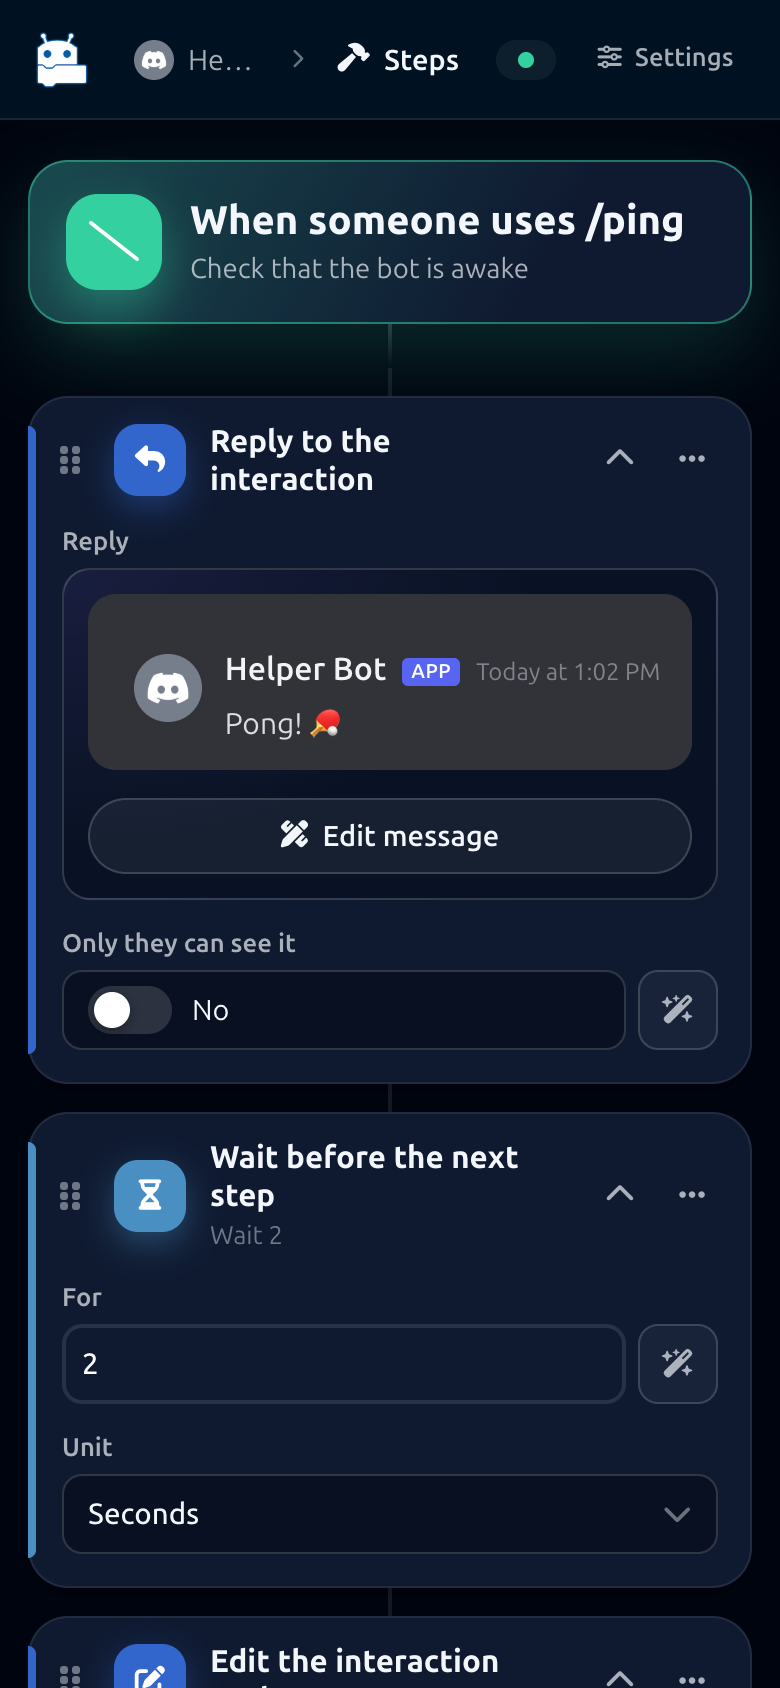 He...
Steps
Settings
When someone uses /ping
Check that the bot is awake
Reply to the
interaction
Reply
Helper Bot APP Today at 1:02 PM
Pong! 🏓
Edit message
Only they can see it
No
Wait before the next
step
Wait 2
For
2
Unit
Seconds
Edit the interaction